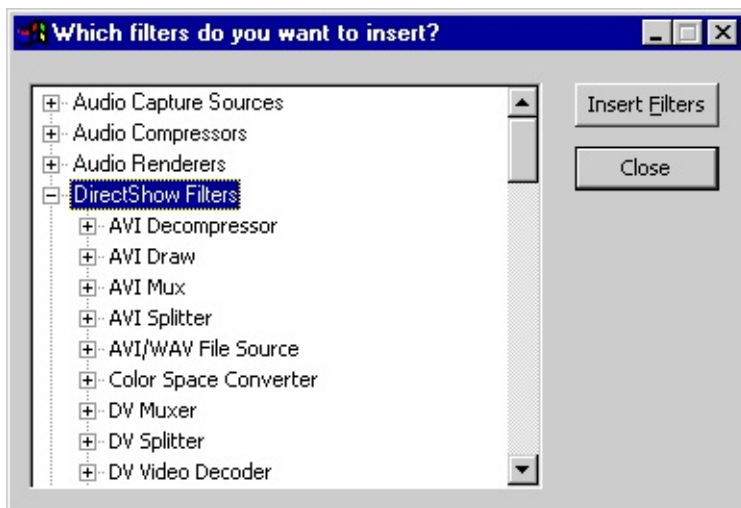 Which filters do you want to insert?
Audio Capture Sources
Audio Compressors
Audio Renderers
DirectShow Filters
AVI Decompressor
AVI Draw
AVI Mux
AVI Splitter
AVI/WAV File Source
Color Space Converter
DV Muxer
DV Splitter
DV Video Decoder
Insert Filters
Close